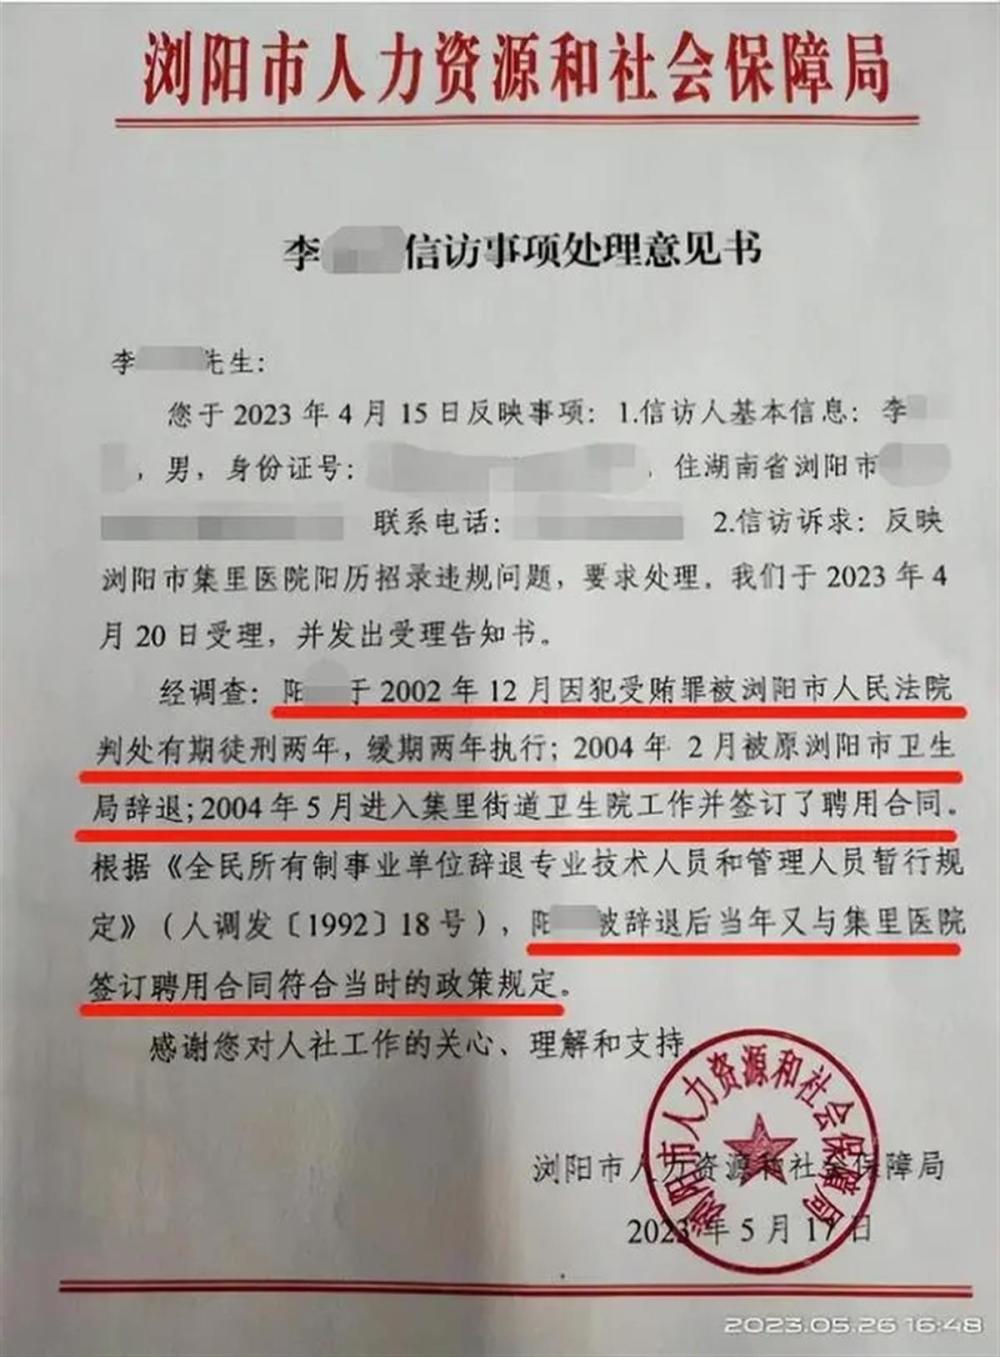 浏阳市人力资源和社会保障局
李 信访事项处理意见书
李 先生:
您于 2023 年 4 月 15 日反映事项: 1.信访人基本信息: 李
, 男, 身份证号: , 住湖南省浏阳市
联系电话: 2.信访诉求: 反映
浏阳市集里医院阳历招录违规问题, 要求处理. 我们于 2023 年 4
月 20 日受理, 并发出受理告知书。
经调查: 阳 于 2002 年 12 月因犯受贿罪被浏阳市人民法院
判处有期徒刑两年, 缓期两年执行; 2004 年 2 月被原浏阳市卫生
局辞退; 2004 年 5 月进入集里街道卫生院工作并签订了聘用合同.
根据《全民所有制事业单位辞退专业技术人员和管理人员暂行规
定》(人调发〔1992〕18 号), 阳 被辞退后当年又与集里医院
签订聘用合同符合当时的政策规定。
感谢您对人社工作的关心、理解和支持.
浏阳市人力资源和社会保障局
浏阳市人力资源和社会保障局
2023 年 5 月 17 日
2023.05.26 16:48